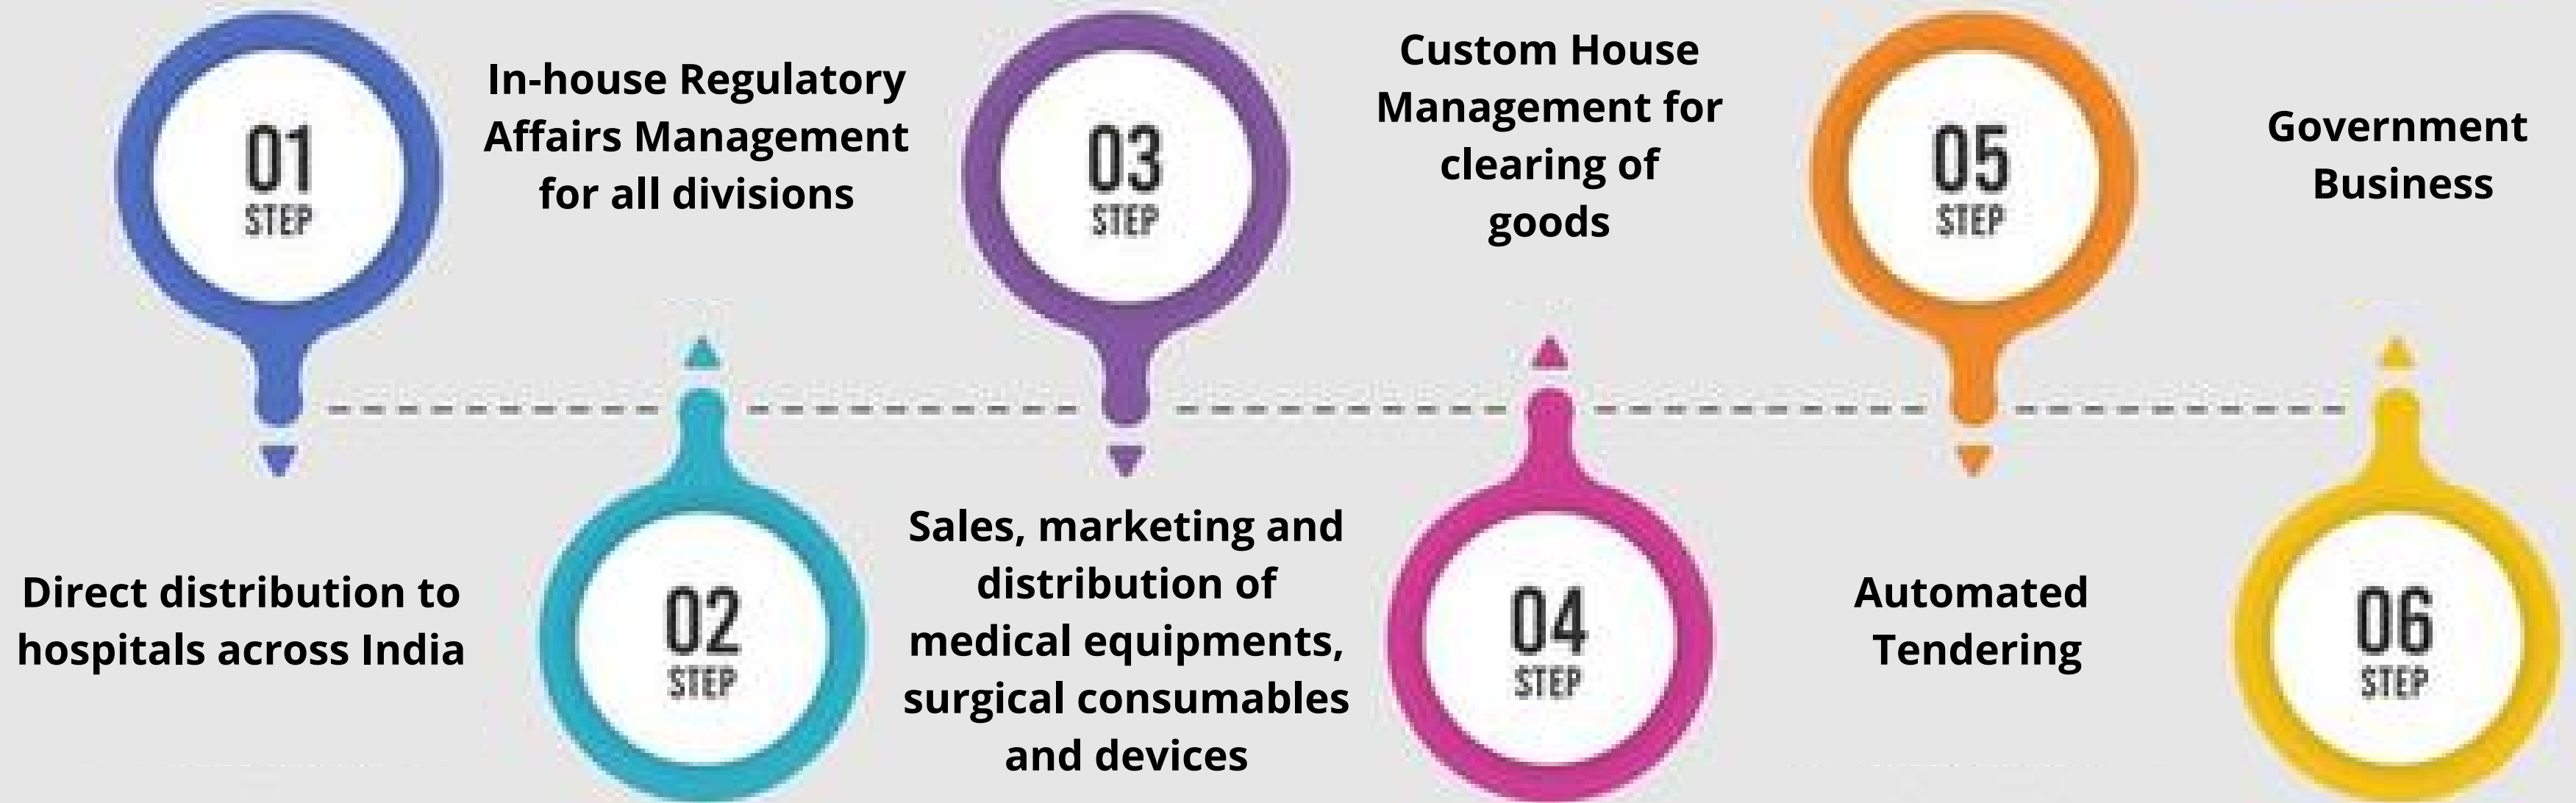 01
STEP
Direct distribution to
hospitals across India
In-house Regulatory
Affairs Management
for all divisions
02
STEP
03
STEP
Sales, marketing and
distribution of
medical equipments,
surgical consumables
and devices
Custom House
Management for
clearing of
goods
04
STEP
05
STEP
Automated
Tendering
Government
Business
06
STEP